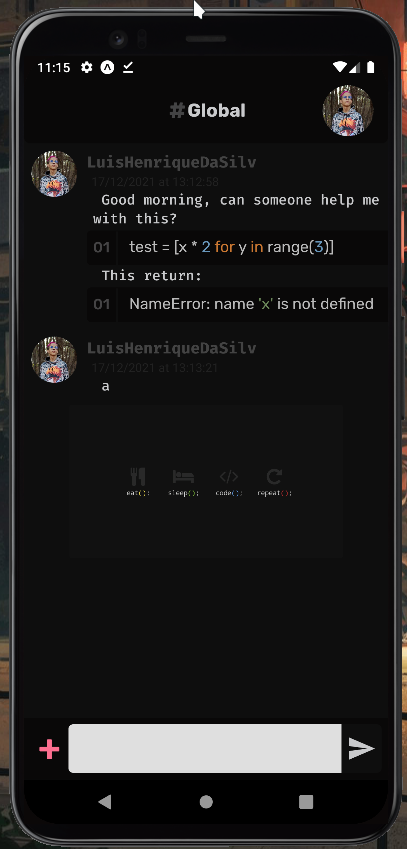 11:15
#Global
LuisHenriqueDaSilv
17/12/2021 at 13:12:58
Good morning, can someone help me
with this?
01 test = [x * 2 for y in range(3)]
This return:
01 NameError: name 'x' is not defined
LuisHenriqueDaSilv
17/12/2021 at 13:13:21
a
eat(); sleep(); code(); repeat();